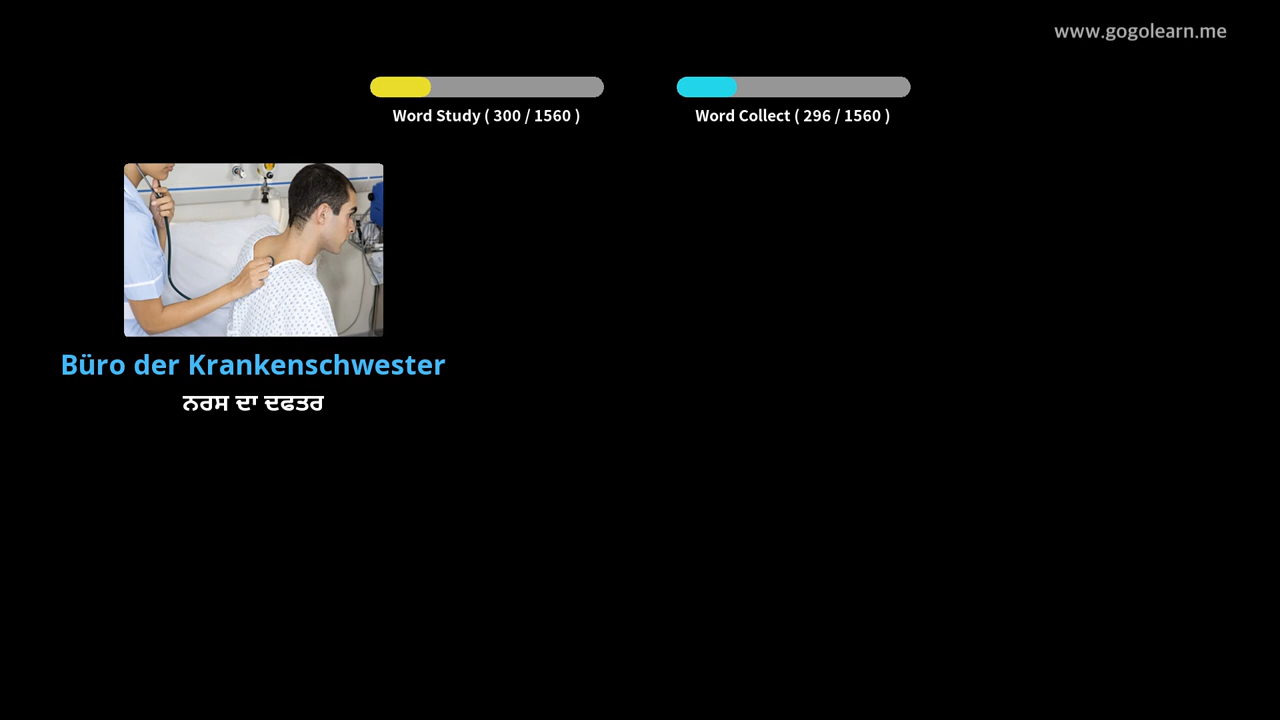 www.gogolearn.me
Word Study ( 300 / 1560 )
Word Collect ( 296 / 1560 )
Büro der Krankenschwester
ਨਰਸ ਦਾ ਦਫਤਰ